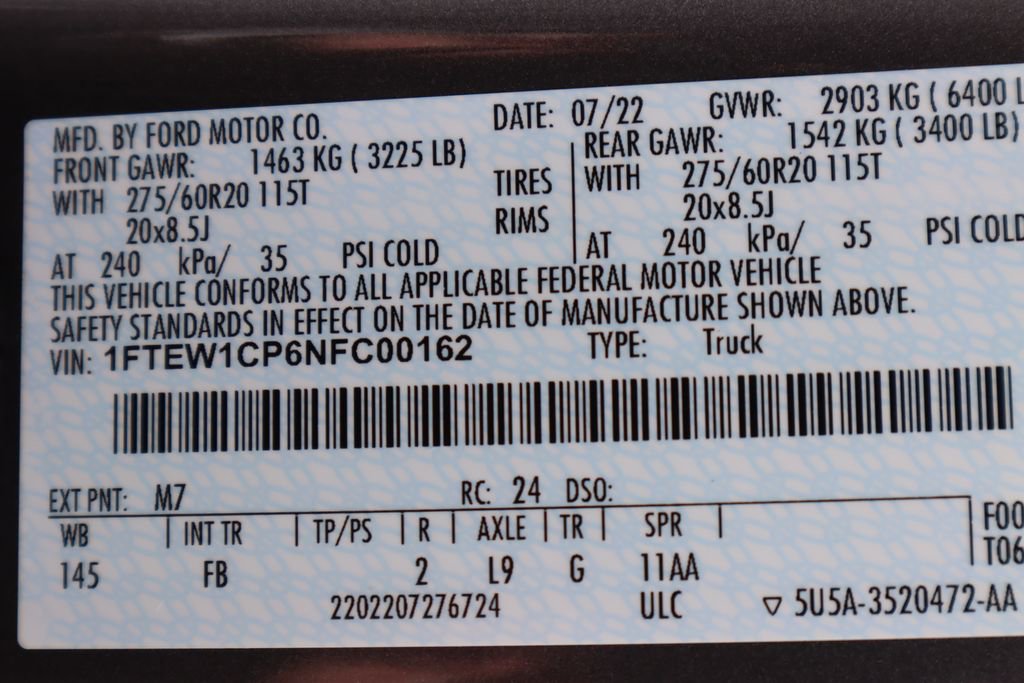 MFD. BY FORD MOTOR CO. DATE: 07/22 GVWR: 2903 KG ( 6400 L
FRONT GAWR: 1463 KG ( 3225 LB) REAR GAWR: 1542 KG ( 3400 LB)
WITH 275/60R20 115T TIRES WITH 275/60R20 115T
20x8.5J RIMS 20x8.5J
AT 240 kPa/ 35 PSI COLD AT 240 kPa/ 35 PSI COLD
THIS VEHICLE CONFORMS TO ALL APPLICABLE FEDERAL MOTOR VEHICLE
SAFETY STANDARDS IN EFFECT ON THE DATE OF MANUFACTURE SHOWN ABOVE.
VIN: 1FTEW1CP6NFC00162 TYPE: Truck
EXT PNT: M7 RC: 24 DSO:
WB INT TR TP/PS R AXLE TR SPR F00
145 FB 2 L9 G 11AA T06
2202207276724 ULC ▽ 5U5A-3520472-AA